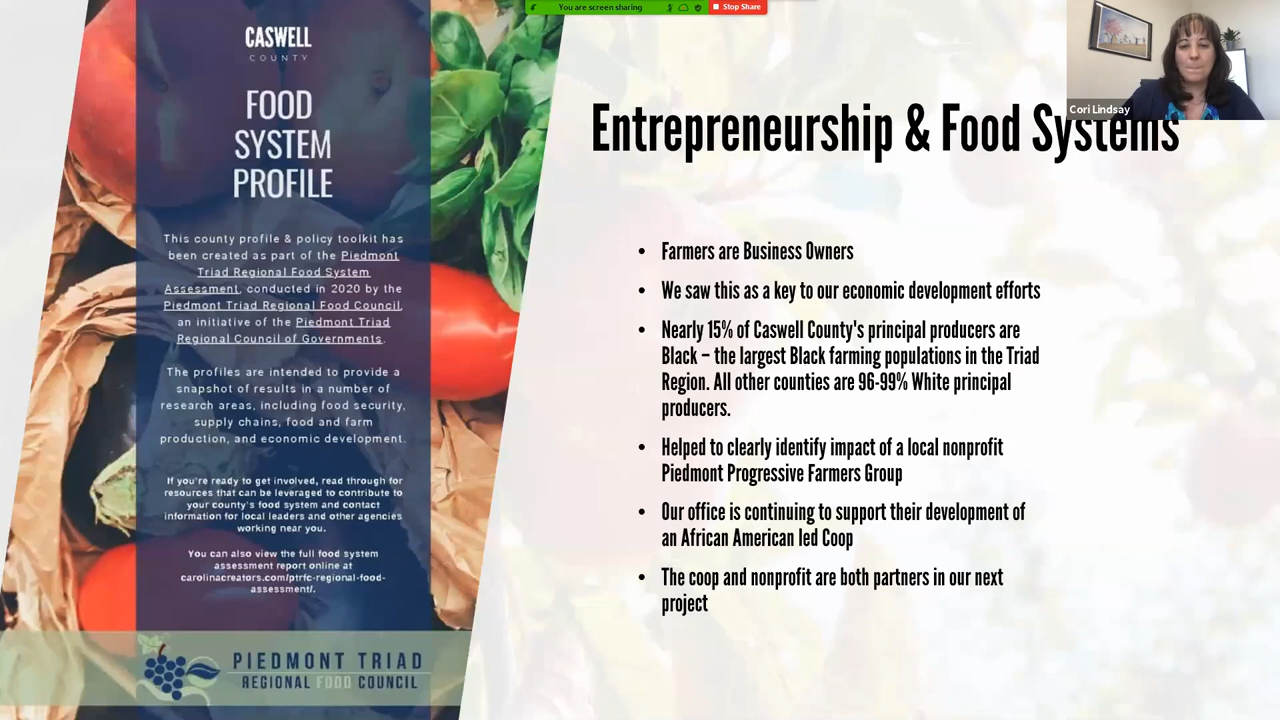 You are screen sharing
Stop Share
CASWELL
COUNTY
FOOD
SYSTEM
PROFILE
This county profile & policy toolkit has
been created as part of the Piedmont
Triad Regional Food System
Assessment, conducted in 2020 by the
Piedmont Triad Regional Food Council,
an initiative of the Piedmont Triad
Regional Council of Governments.
The profiles are intended to provide a
snapshot of results in a number of
research areas, including food security,
supply chains, food and farm
production, and economic development.
If you're ready to get involved, read through for
resources that can be leveraged to contribute to
your county's food system and contact
information for local leaders and other agencies
working near you.
You can also view the full food system
assessment report online at
carolinacreators.com/ptrfc-regional-food-
assessment/.
PIEDMONT TRIAD
REGIONAL FOOD COUNCIL
Cori Lindsay
Entrepreneurship & Food Systems
• Farmers are Business Owners
• We saw this as a key to our economic development efforts
• Nearly 15% of Caswell County's principal producers are
Black – the largest Black farming populations in the Triad
Region. All other counties are 96-99% White principal
producers.
• Helped to clearly identify impact of a local nonprofit
Piedmont Progressive Farmers Group
• Our office is continuing to support their development of
an African American led Coop
• The coop and nonprofit are both partners in our next
project